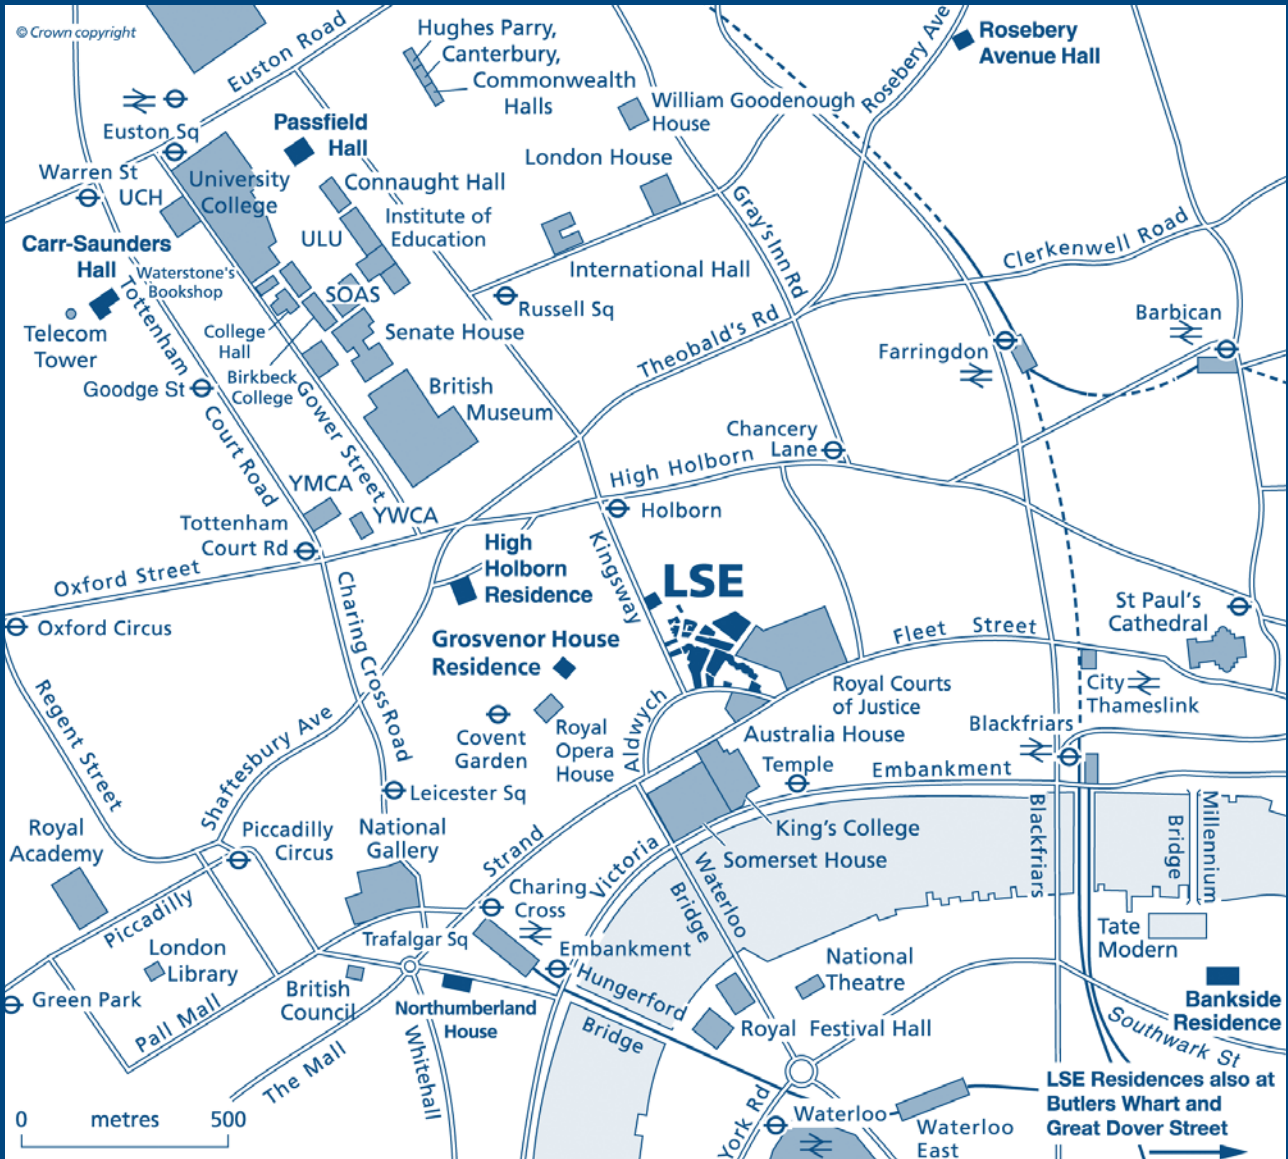 © Crown copyright
Euston Road
Hughes Parry,
Canterbury,
Commonwealth
Halls
Rosebery Ave
Rosebery
Avenue Hall
Euston Sq
Passfield
Hall
William Goodenough
House
London House
Warren St
UCH
University
College
Connaught Hall
Institute of
Education
ULU
Gray's Inn Rd
Clerkenwell Road
Carr-Saunders
Hall
Waterstone's
Bookshop
SOAS
International Hall
Russell Sq
Telecom
Tower
Tottenham
Court Road
College
Hall
Senate House
Theobald's Rd
Barbican
Farringdon
Goodge St
Birkbeck
College
Gower Street
British
Museum
Chancery
Lane
High Holborn
YMCA
YWCA
Tottenham
Court Rd
Holborn
Oxford Street
High
Holborn
Residence
Kingsway
LSE
Oxford Circus
Charing Cross Road
Grosvenor House
Residence
Fleet Street
St Paul's
Cathedral
Regent Street
Covent
Garden
Royal
Opera
House
Aldwych
Royal Courts
of Justice
City
Thameslink
Australia House
Blackfriars
Shaftesbury Ave
Leicester Sq
Temple
Victoria
Embankment
Royal
Academy
Piccadilly
Circus
National
Gallery
Strand
King's College
Somerset House
Blackfriars
Bridge
Millennium
Piccadilly
Charing
Cross
Waterloo
Bridge
London
Library
Trafalgar Sq
Embankment
National
Theatre
Tate
Modern
Green Park
Pall Mall
British
Council
Northumberland
House
Hungerford
Bridge
Royal Festival Hall
Bankside
Residence
Southwark St
The Mall
Whitehall
York Rd
Waterloo
Waterloo
East
LSE Residences also at
Butlers Whart and
Great Dover Street
0 metres 500